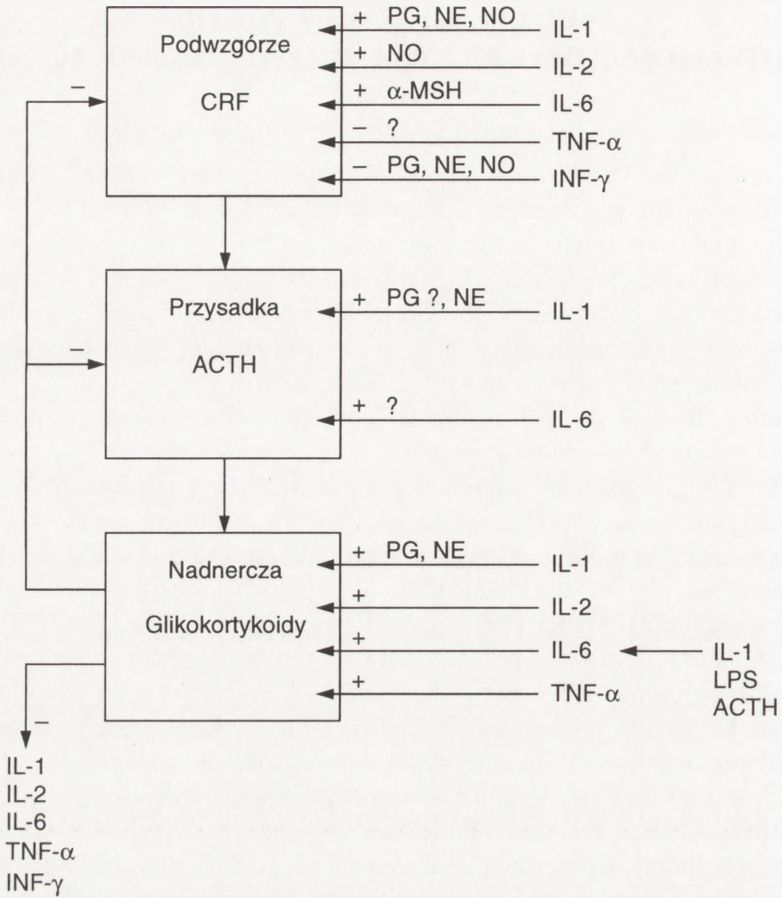 Podwzgórze
CRF
+ PG, NE, NO IL-1
+ NO IL-2
+ α-MSH IL-6
− ? TNF-α
− PG, NE, NO INF-γ
−
Przysadka
ACTH
+ PG ?, NE IL-1
+ ? IL-6
−
Nadnercza
Glikokortykoidy
+ PG, NE IL-1
+ IL-2
+ IL-6 IL-1
LPS
ACTH
+ TNF-α
−
IL-1
IL-2
IL-6
TNF-α
INF-γ